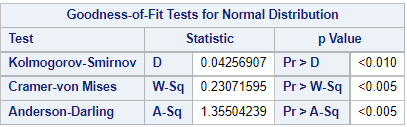 Goodness-of-Fit Tests for Normal Distribution
Test Statistic p Value
Kolmogorov-Smirnov D 0.04256907 Pr > D <0.010
Cramer-von Mises W-Sq 0.23071595 Pr > W-Sq <0.005
Anderson-Darling A-Sq 1.35504239 Pr > A-Sq <0.005